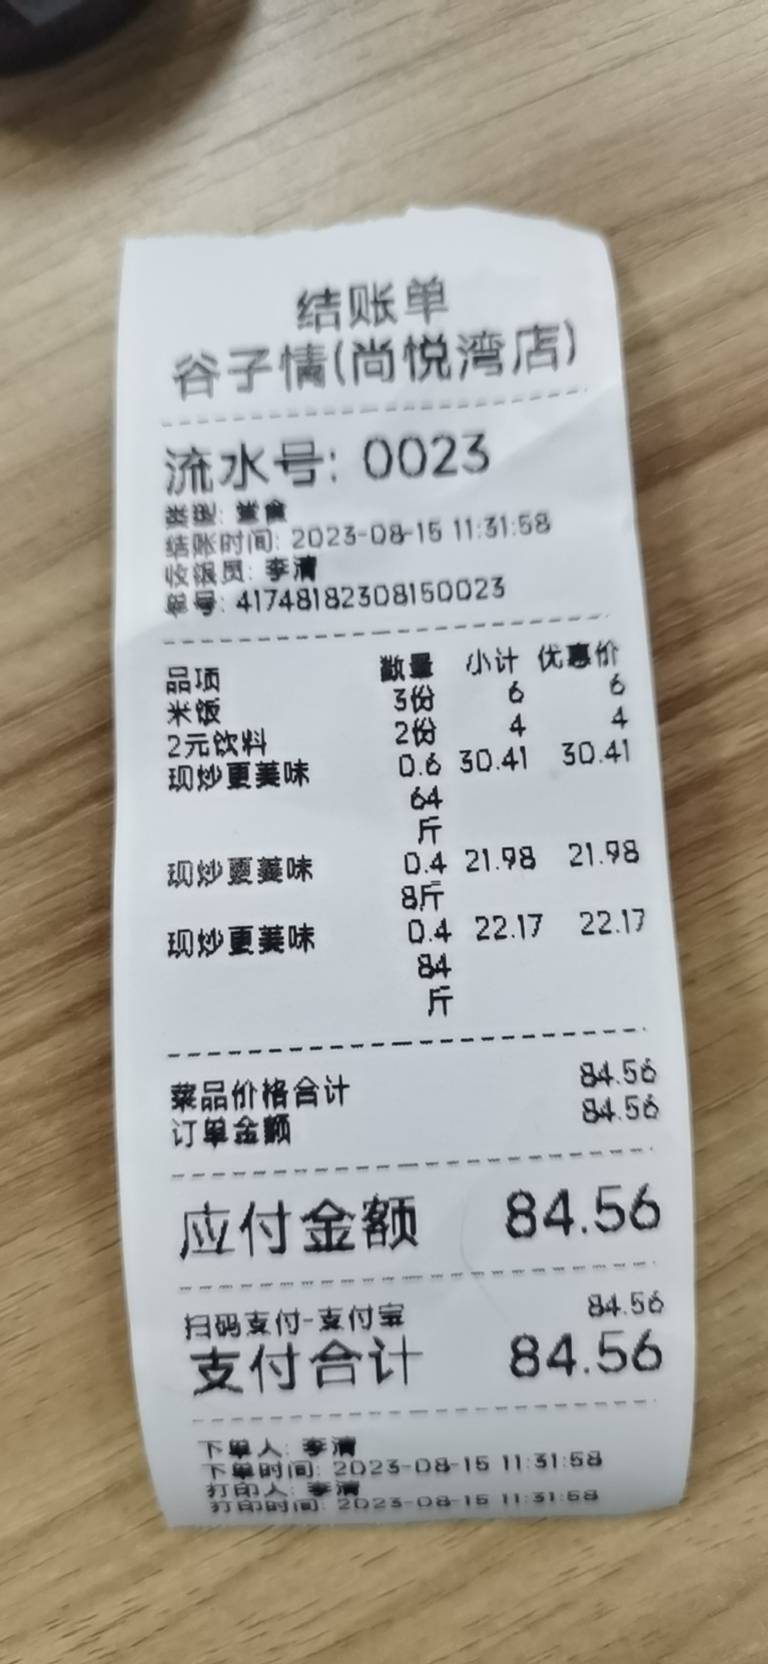 结账单
谷子情(尚悦湾店)
流水号: 0023
类型: 堂食
结账时间: 2023-08-15 11:31:58
收银员: 李清
单号: 41748182308150023
品项 数量 小计 优惠价
米饭 3份 6 6
2元饮料 2份 4 4
现炒更美味 0.6 30.41 30.41
64
斤
现炒更美味 0.4 21.98 21.98
8斤
现炒更美味 0.4 22.17 22.17
84
斤
菜品价格合计 84.56
订单金额 84.56
应付金额 84.56
扫码支付-支付宝 84.56
支付合计 84.56
下单人: 李清
下单时间: 2023-08-15 11:31:58
打印人: 李清
打印时间: 2023-08-15 11:31:58